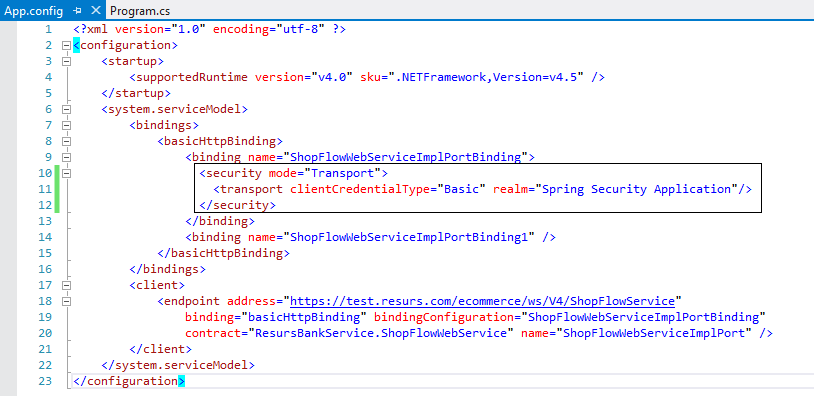 App.config Program.cs
1 <?xml version="1.0" encoding="utf-8" ?>
2 <configuration>
3 <startup>
4 <supportedRuntime version="v4.0" sku=".NETFramework,Version=v4.5" />
5 </startup>
6 <system.serviceModel>
7 <bindings>
8 <basicHttpBinding>
9 <binding name="ShopFlowWebServiceImplPortBinding">
10 <security mode="Transport">
11 <transport clientCredentialType="Basic" realm="Spring Security Application"/>
12 </security>
13 </binding>
14 <binding name="ShopFlowWebServiceImplPortBinding1" />
15 </basicHttpBinding>
16 </bindings>
17 <client>
18 <endpoint address="https://test.resurs.com/ecommerce/ws/V4/ShopFlowService"
19 binding="basicHttpBinding" bindingConfiguration="ShopFlowWebServiceImplPortBinding"
20 contract="ResursBankService.ShopFlowWebService" name="ShopFlowWebServiceImplPort" />
21 </client>
22 </system.serviceModel>
23 </configuration>